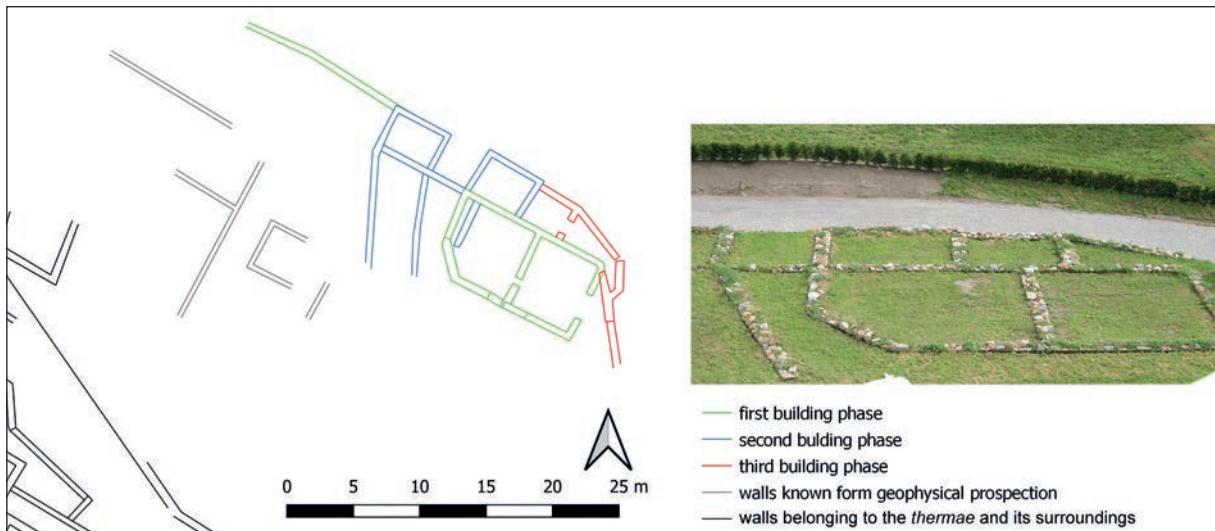 0 5 10 15 20 25 m
first building phase
second bulding phase
third building phase
walls known form geophysical prospection
walls belonging to the thermae and its surroundings